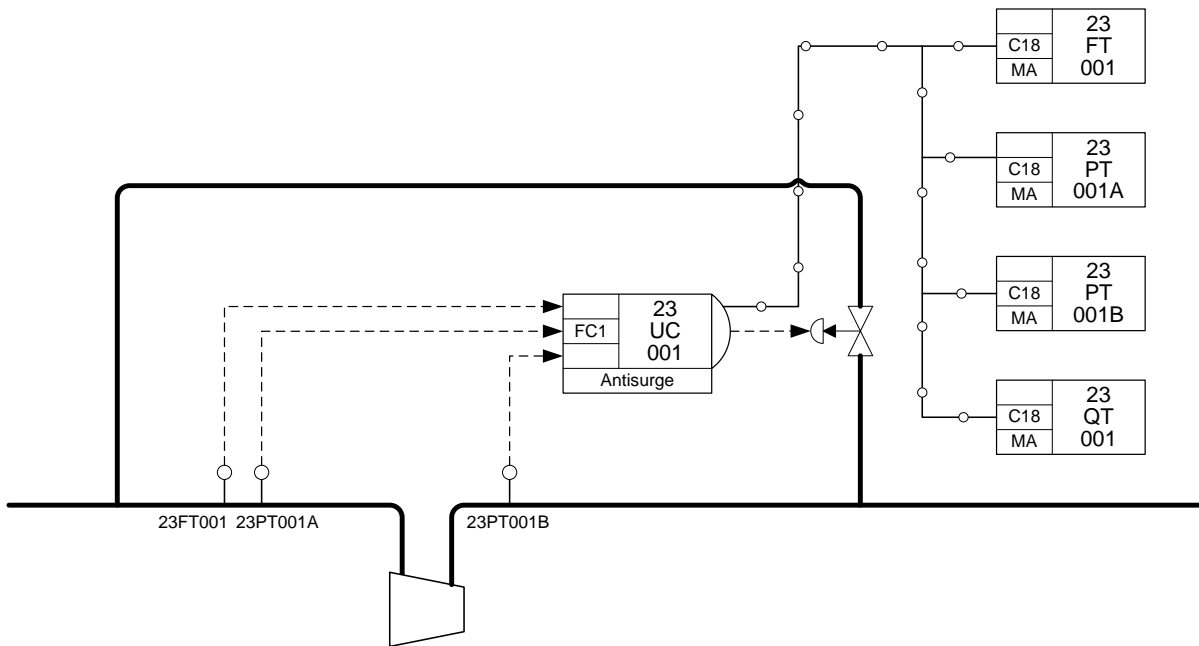 23
C18
FT
MA
001
23
C18
PT
MA
001A
23
FC1
UC
001
Antisurge
23
C18
PT
MA
001B
23
C18
QT
MA
001
23FT001
23PT001A
23PT001B